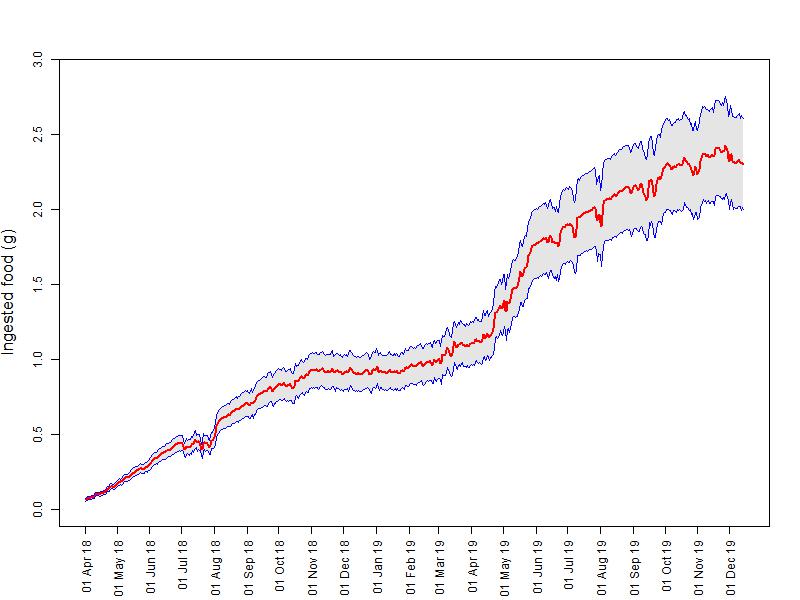 Ingested food (g)
3.0
2.5
2.0
1.5
1.0
0.5
0.0
01 Apr 18
01 May 18
01 Jun 18
01 Jul 18
01 Aug 18
01 Sep 18
01 Oct 18
01 Nov 18
01 Dec 18
01 Jan 19
01 Feb 19
01 Mar 19
01 Apr 19
01 May 19
01 Jun 19
01 Jul 19
01 Aug 19
01 Sep 19
01 Oct 19
01 Nov 19
01 Dec 19